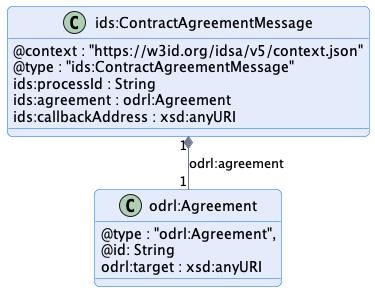 C ids:ContractAgreementMessage
@context : "https://w3id.org/idsa/v5/context.json"
@type : "ids:ContractAgreementMessage"
ids:processId : String
ids:agreement : odrl:Agreement
ids:callbackAddress : xsd:anyURI
1
odrl:agreement
1
C odrl:Agreement
@type : "odrl:Agreement",
@id: String
odrl:target : xsd:anyURI